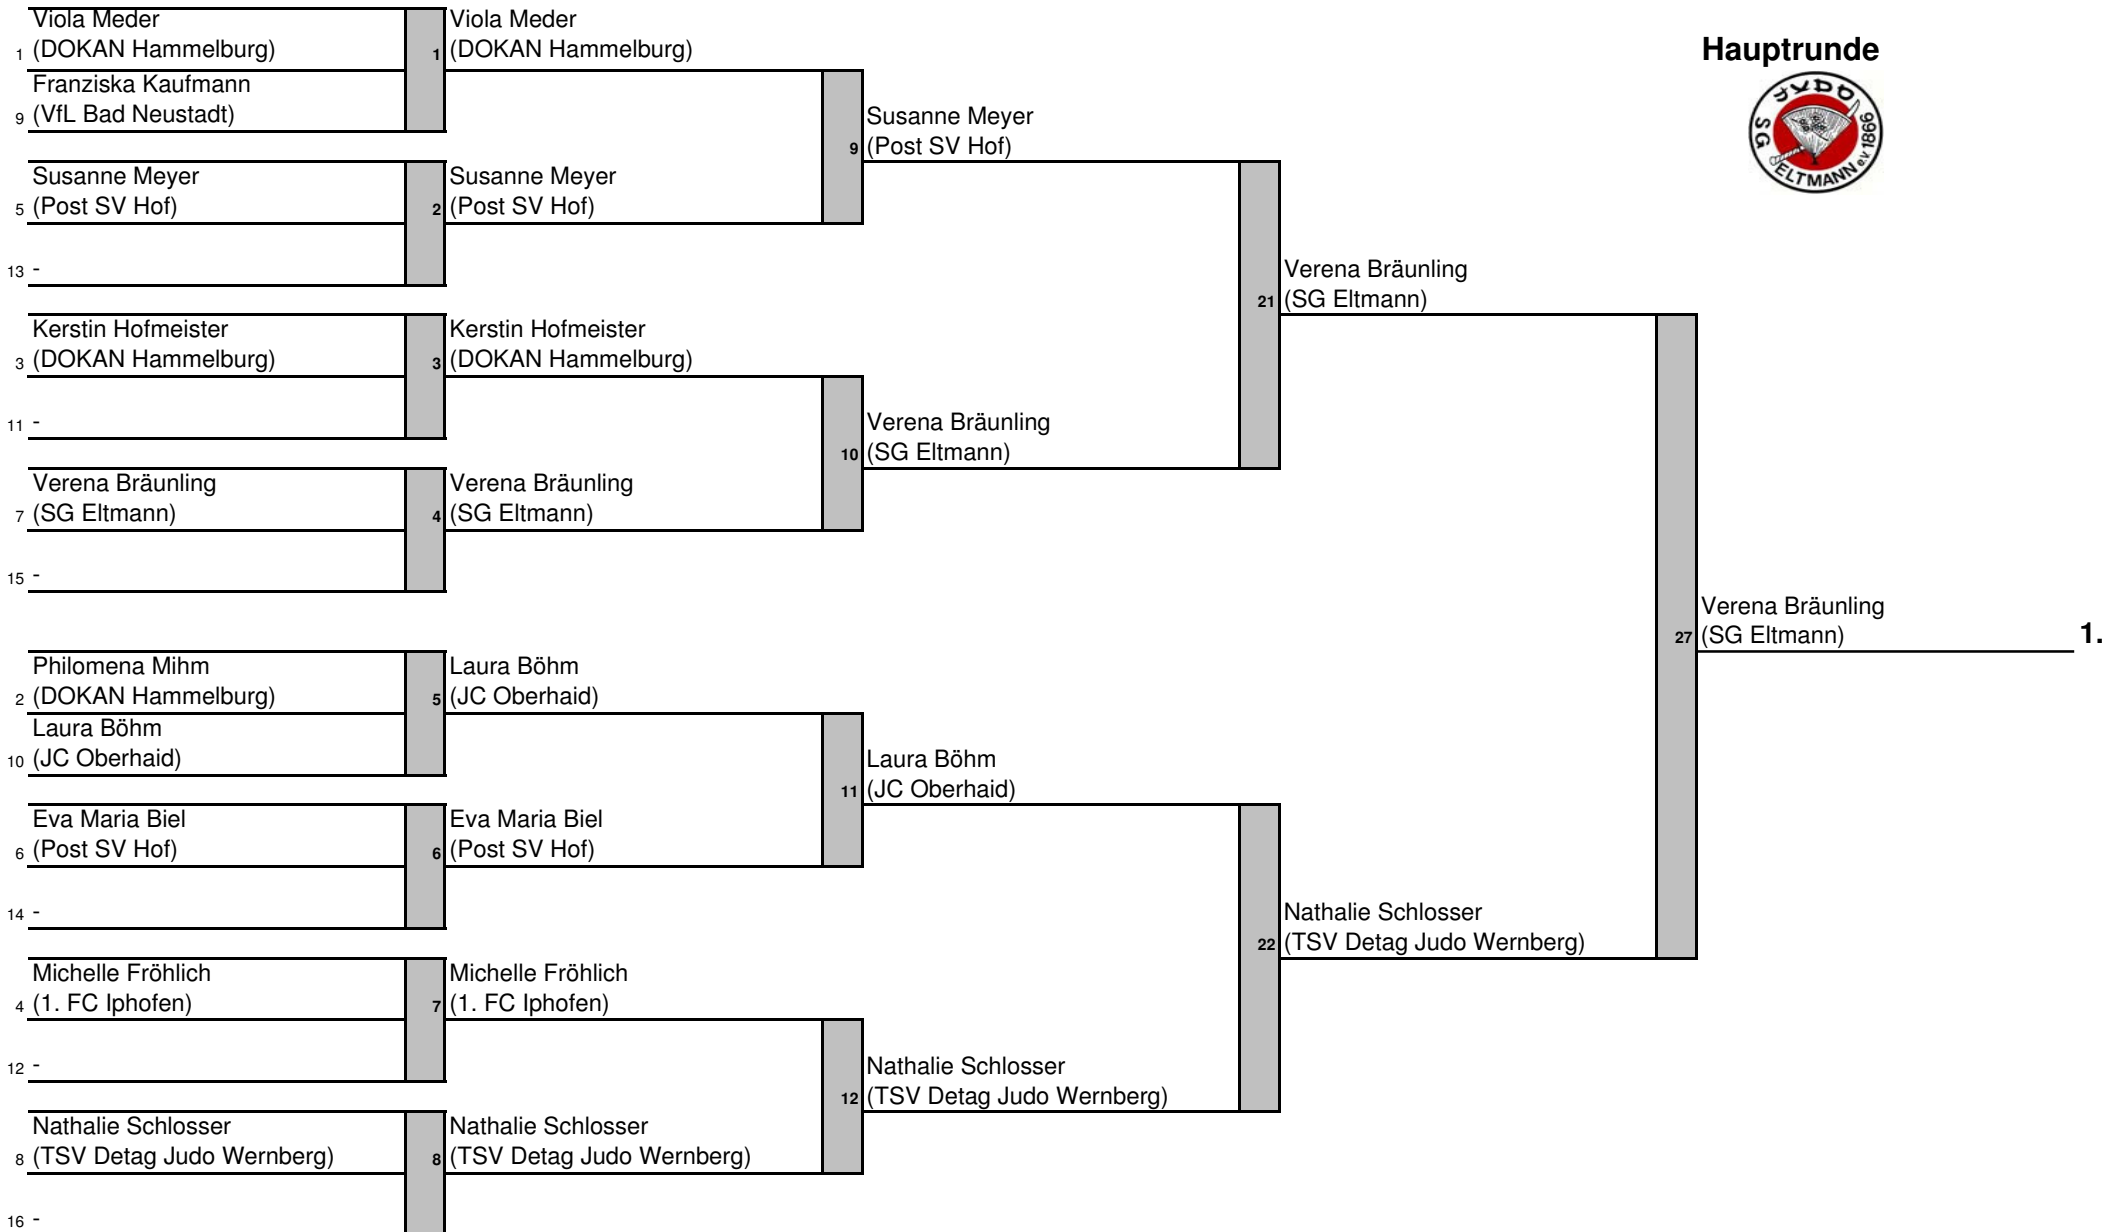 Hauptrunde
JUDO
SG ELTMANN e.V. 1866
Viola Meder
1 (DOKAN Hammelburg)
Franziska Kaufmann
9 (VfL Bad Neustadt)
Susanne Meyer
5 (Post SV Hof)
13 -
Kerstin Hofmeister
3 (DOKAN Hammelburg)
11 -
Verena Bräunling
7 (SG Eltmann)
15 -
Philomena Mihm
2 (DOKAN Hammelburg)
Laura Böhm
10 (JC Oberhaid)
Eva Maria Biel
6 (Post SV Hof)
14 -
Michelle Fröhlich
4 (1. FC Iphofen)
12 -
Nathalie Schlosser
8 (TSV Detag Judo Wernberg)
16 -
Viola Meder
1 (DOKAN Hammelburg)
Susanne Meyer
2 (Post SV Hof)
Kerstin Hofmeister
3 (DOKAN Hammelburg)
Verena Bräunling
4 (SG Eltmann)
Laura Böhm
5 (JC Oberhaid)
Eva Maria Biel
6 (Post SV Hof)
Michelle Fröhlich
7 (1. FC Iphofen)
Nathalie Schlosser
8 (TSV Detag Judo Wernberg)
Susanne Meyer
9 (Post SV Hof)
Verena Bräunling
10 (SG Eltmann)
Laura Böhm
11 (JC Oberhaid)
Nathalie Schlosser
12 (TSV Detag Judo Wernberg)
Verena Bräunling
21 (SG Eltmann)
Nathalie Schlosser
22 (TSV Detag Judo Wernberg)
Verena Bräunling
27 (SG Eltmann) 1.